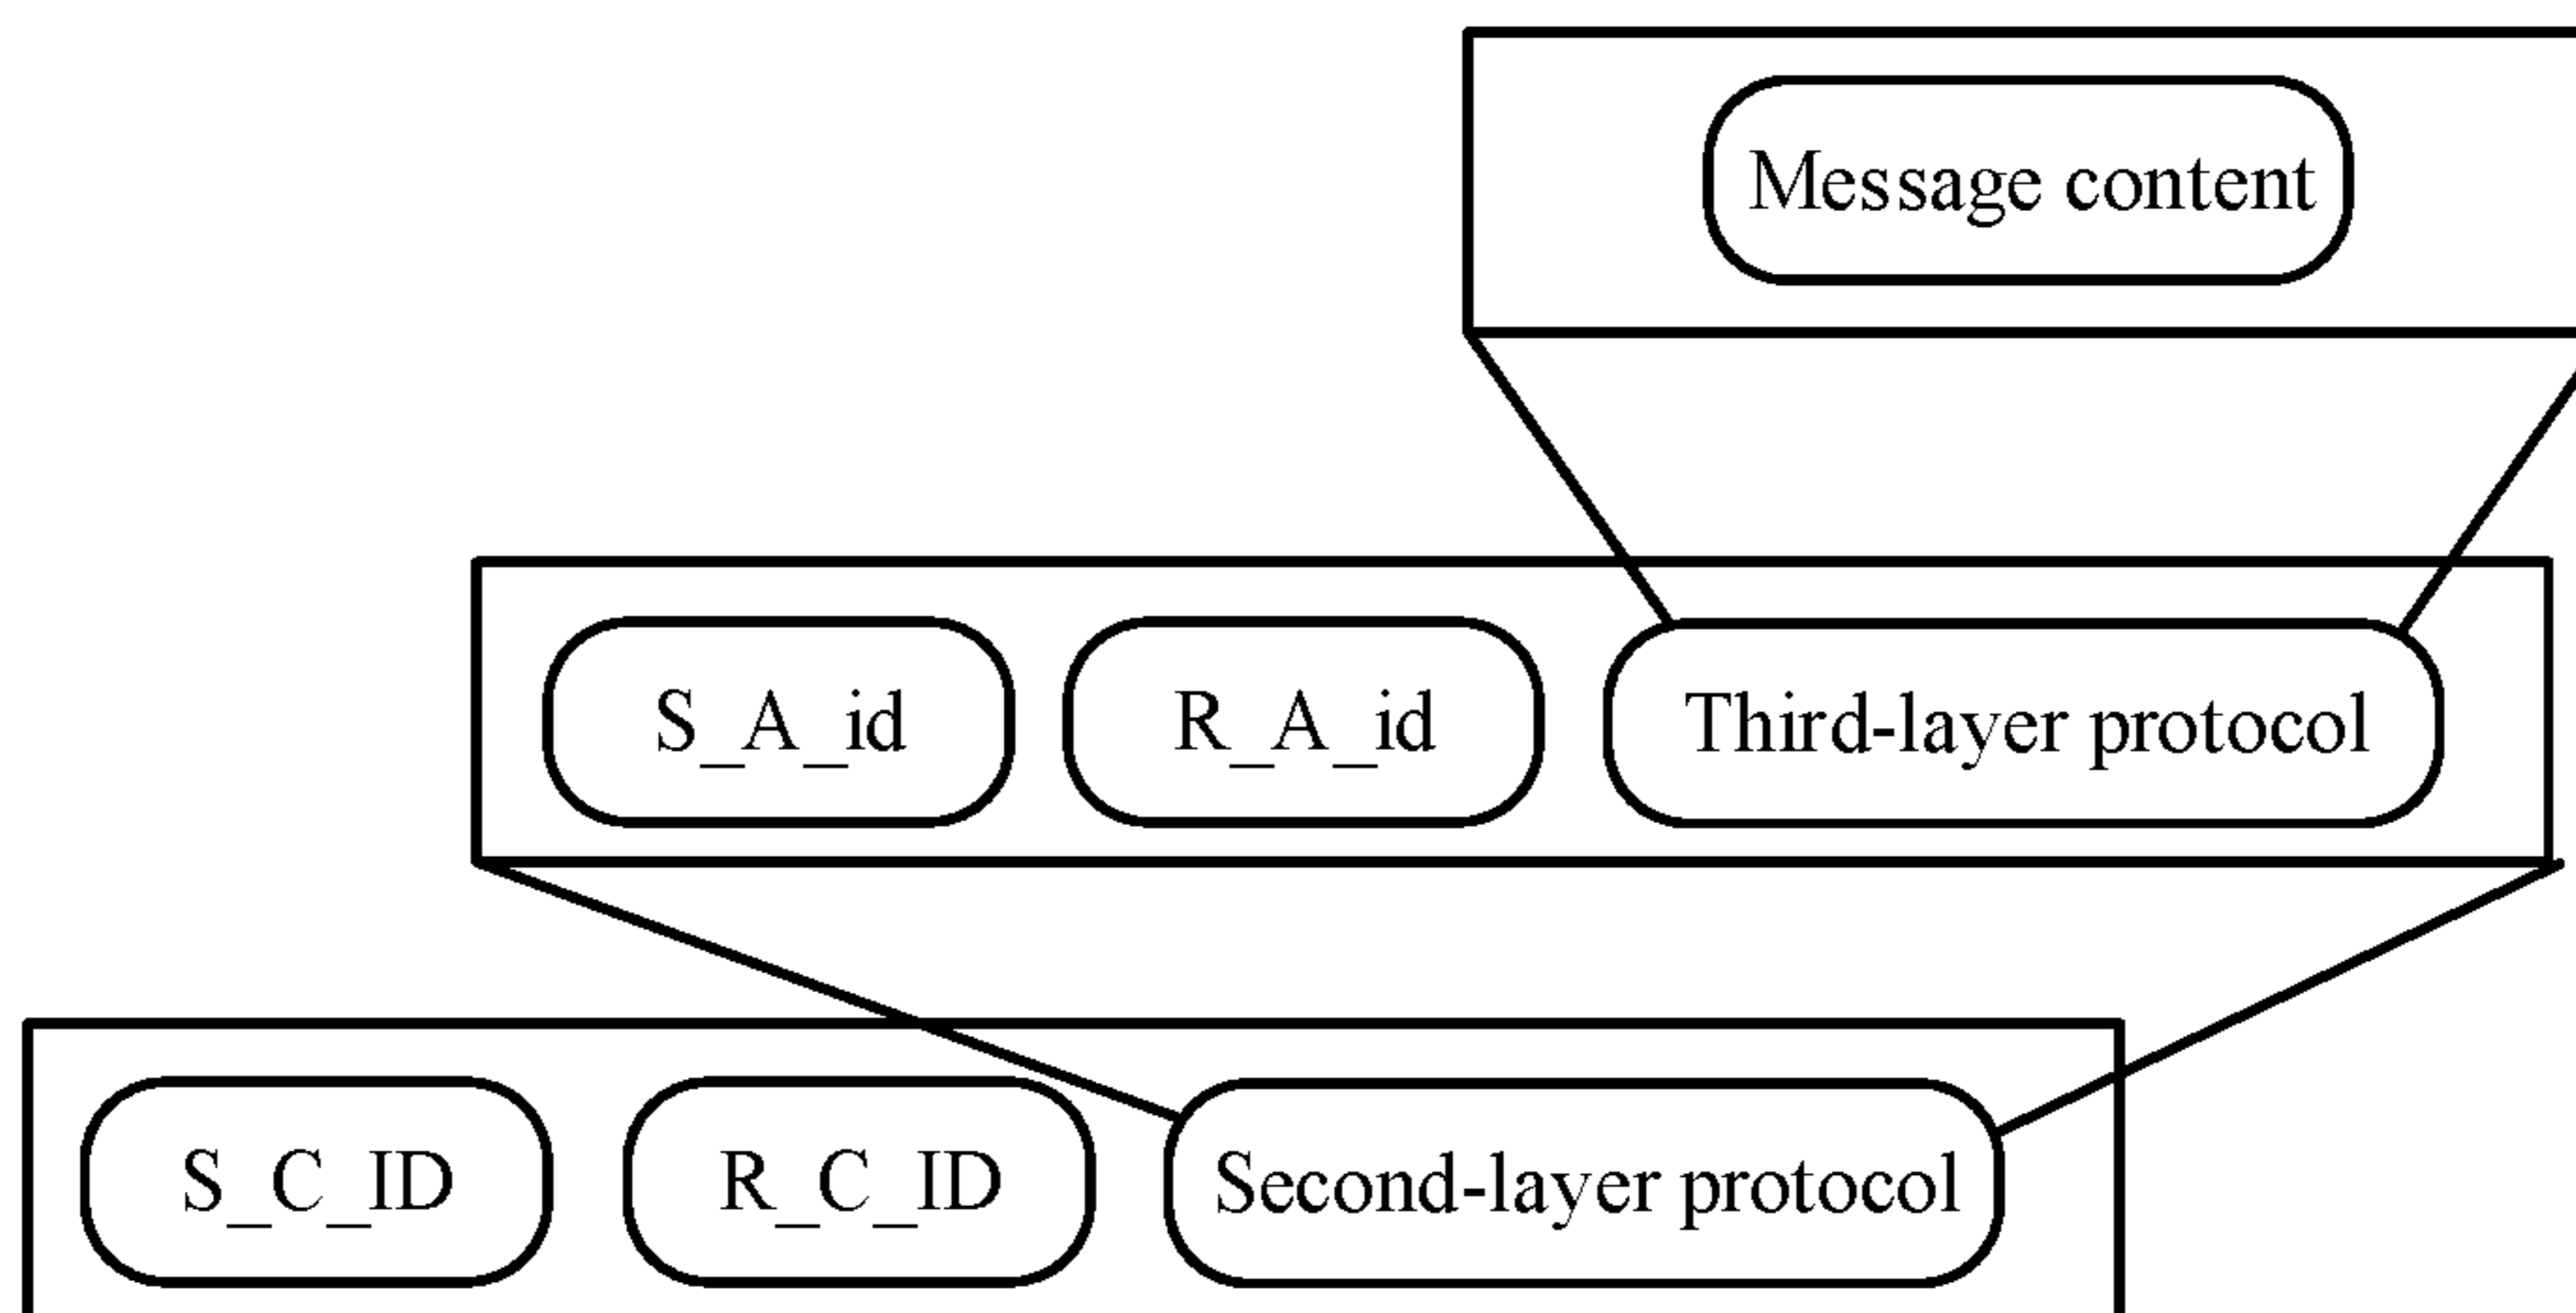 Message content
S_A_id R_A_id Third-layer protocol
S_C_ID R_C_ID Second-layer protocol